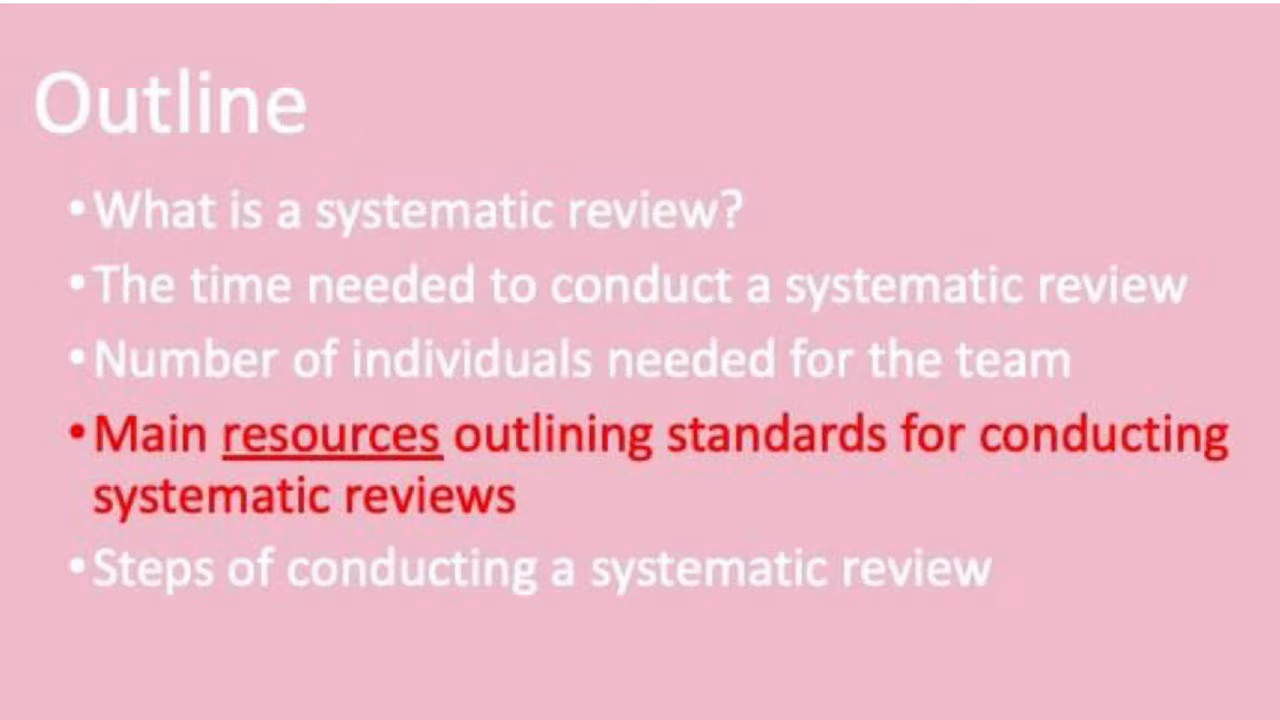 Outline
•What is a systematic review?
•The time needed to conduct a systematic review
•Number of individuals needed for the team
•Main resources outlining standards for conducting
systematic reviews
•Steps of conducting a systematic review